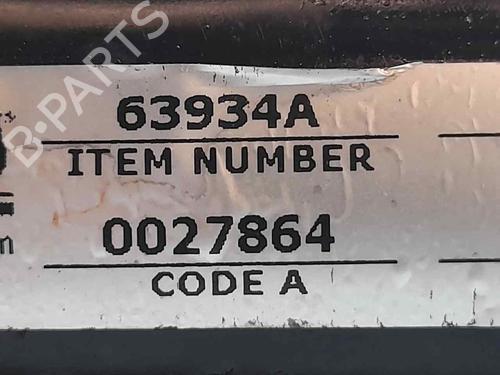 B-PARTS
63934A
ITEM NUMBER
0027864
CODE A